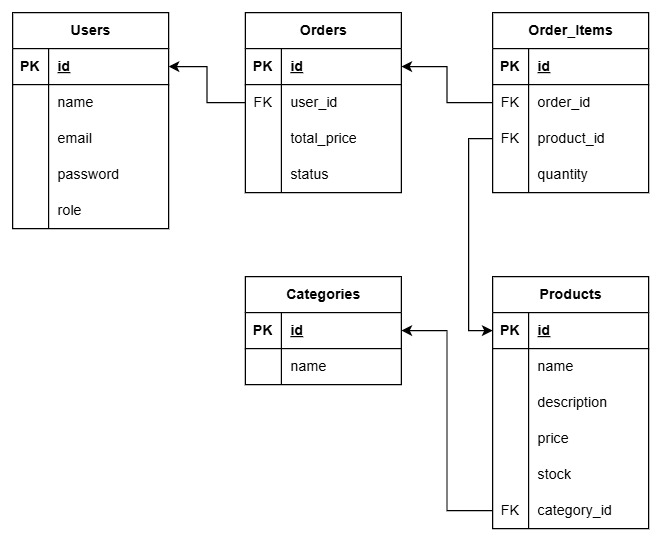 Users
PK id
name
email
password
role
Orders
PK id
FK user_id
total_price
status
Order_Items
PK id
FK order_id
FK product_id
quantity
Categories
PK id
name
Products
PK id
name
description
price
stock
FK category_id